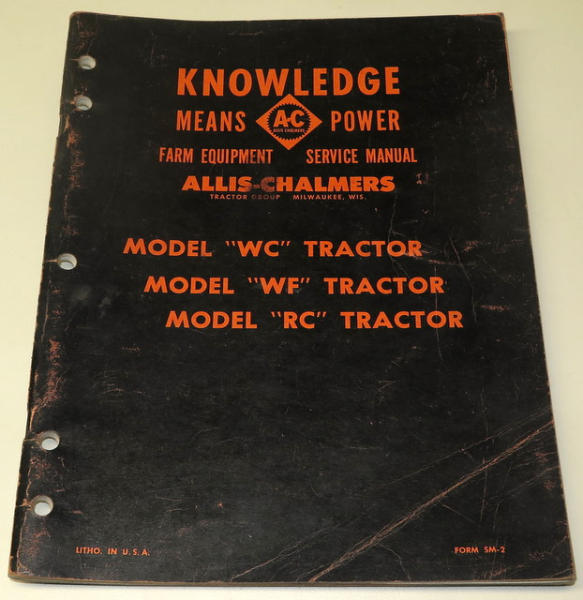 KNOWLEDGE
MEANS A-C POWER
ALLIS CHALMERS
FARM EQUIPMENT SERVICE MANUAL
ALLIS-CHALMERS
TRACTOR GROUP MILWAUKEE, WIS.
MODEL "WC" TRACTOR
MODEL "WF" TRACTOR
MODEL "RC" TRACTOR
LITHO. IN U.S.A. FORM SM-2